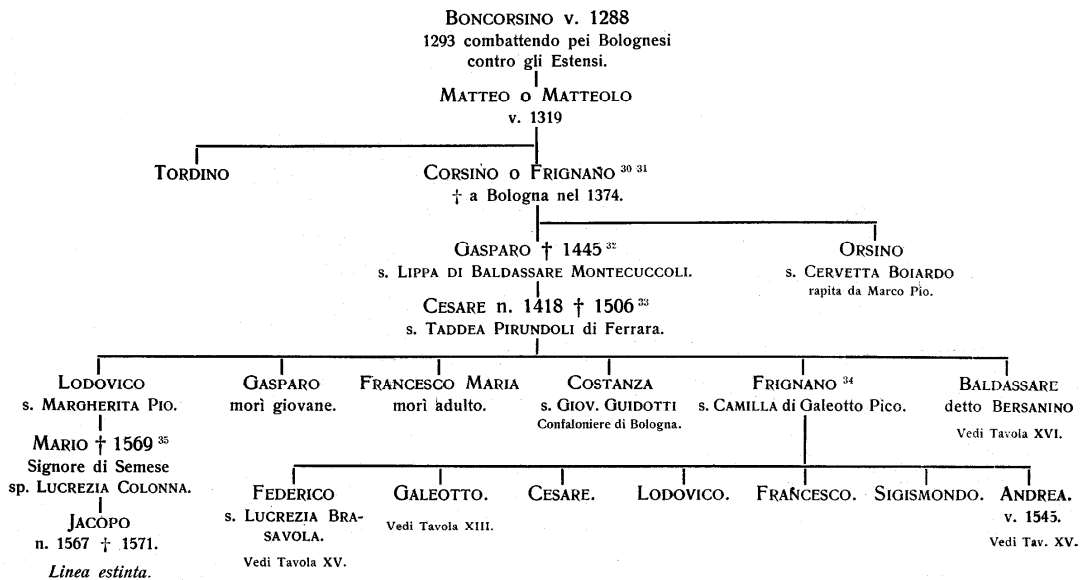 BONCORSINO v. 1288
1293 combattendo pei Bolognesi
contro gli Estensi.
MATTEO o MATTEOLO
v. 1319
TORDINO
CORSINO o FRIGNANO 30 31
† a Bologna nel 1374.
GASPARO † 1445 32
s. LIPPA DI BALDASSARE MONTECUCCOLI.
ORSINO
s. CERVETTA BOIARDO
rapita da Marco Pio.
CESARE n. 1418 † 1506 33
s. TADDEA PIRUNDOLI di Ferrara.
LODOVICO
s. MARGHERITA PIO.
GASPARO
morì giovane.
FRANCESCO MARIA
morì adulto.
COSTANZA
s. GIOV. GUIDOTTI
Confaloniere di Bologna.
FRIGNANO 34
s. CAMILLA di Galeotto Pico.
BALDASSARE
detto BERSANINO
Vedi Tavola XVI.
MARIO † 1569 35
Signore di Semese
sp. LUCREZIA COLONNA.
JACOPO
n. 1567 † 1571.
Linea estinta.
FEDERICO
s. LUCREZIA BRA-
SAVOLA.
Vedi Tavola XV.
GALEOTTO.
Vedi Tavola XIII.
CESARE.
LODOVICO.
FRANCESCO.
SIGISMONDO.
ANDREA.
v. 1545.
Vedi Tav. XV.